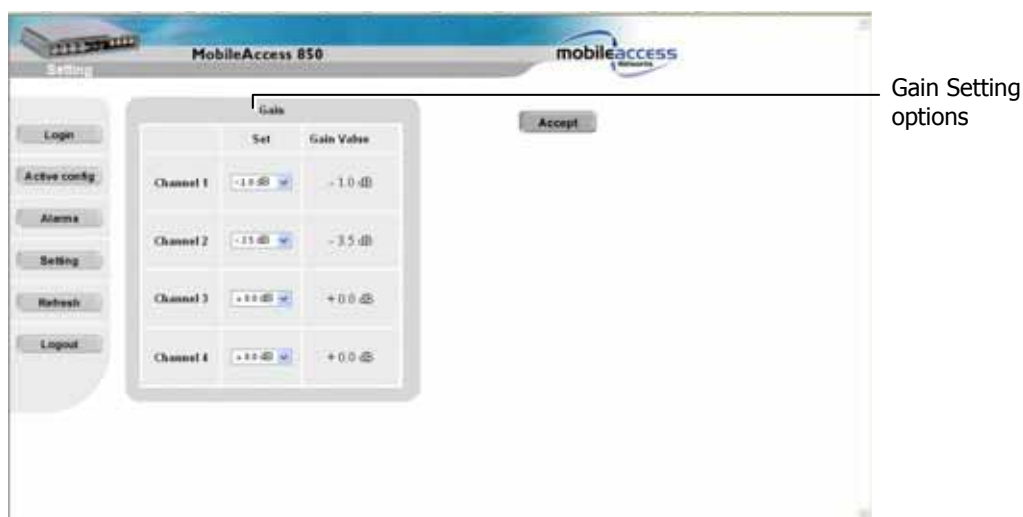 MobileAccess 850
mobileaccess
Networks
Setting
Gain Setting
options
Gain
Accept
Login
Set Gain Value
Active config
Channel 1 -1.0 dB - 1.0 dB
Alarms
Channel 2 -3.5 dB - 3.5 dB
Setting
Refresh
Channel 3 +0.0 dB + 0.0 dB
Logout
Channel 4 +0.0 dB + 0.0 dB